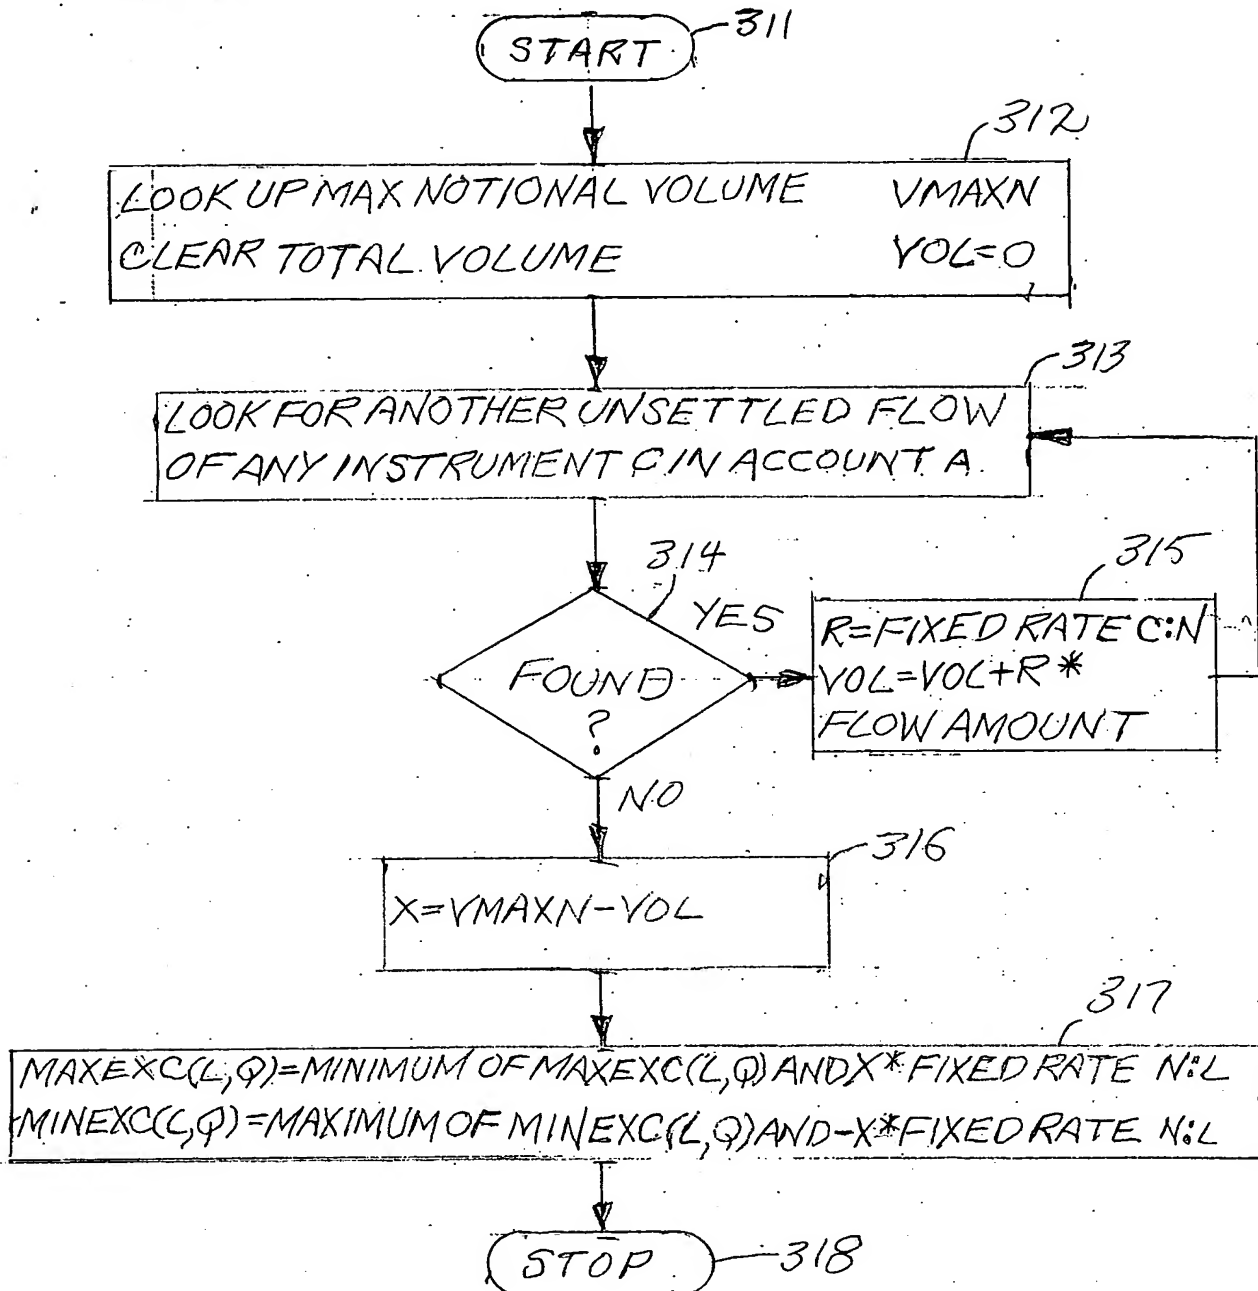 START
311
312
LOOK UP MAX NOTIONAL VOLUME VMAXN
CLEAR TOTAL VOLUME VOL=0
313
LOOK FOR ANOTHER UNSETTLED FLOW
OF ANY INSTRUMENT C IN ACCOUNT A.
314
YES
FOUND
?
315
R=FIXED RATE C:N
VOL=VOL+R*
FLOW AMOUNT
NO
316
X=VMAXN-VOL
317
MAXEXC(L,Q)=MINIMUM OF MAXEXC(L,Q) AND X* FIXED RATE N:L
MINEXC(L,Q)=MAXIMUM OF MINEXC(L,Q) AND -X*FIXED RATE N:L
STOP
318